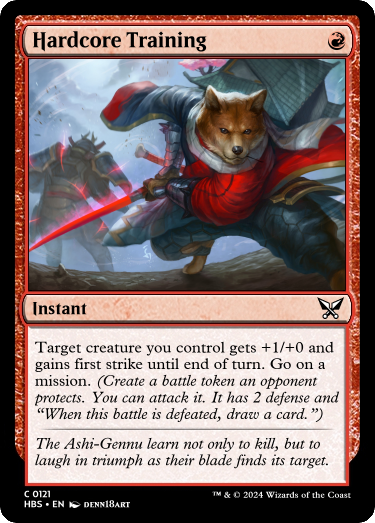 Hardcore Training
Instant
Target creature you control gets +1/+0 and
gains first strike until end of turn. Go on a
mission. (Create a battle token an opponent
protects. You can attack it. It has 2 defense and
“When this battle is defeated, draw a card.”)
The Ashi-Gennu learn not only to kill, but to
laugh in triumph as their blade finds its target.
C 0121
HBS • EN DENN18ART
™ & © 2024 Wizards of the Coast